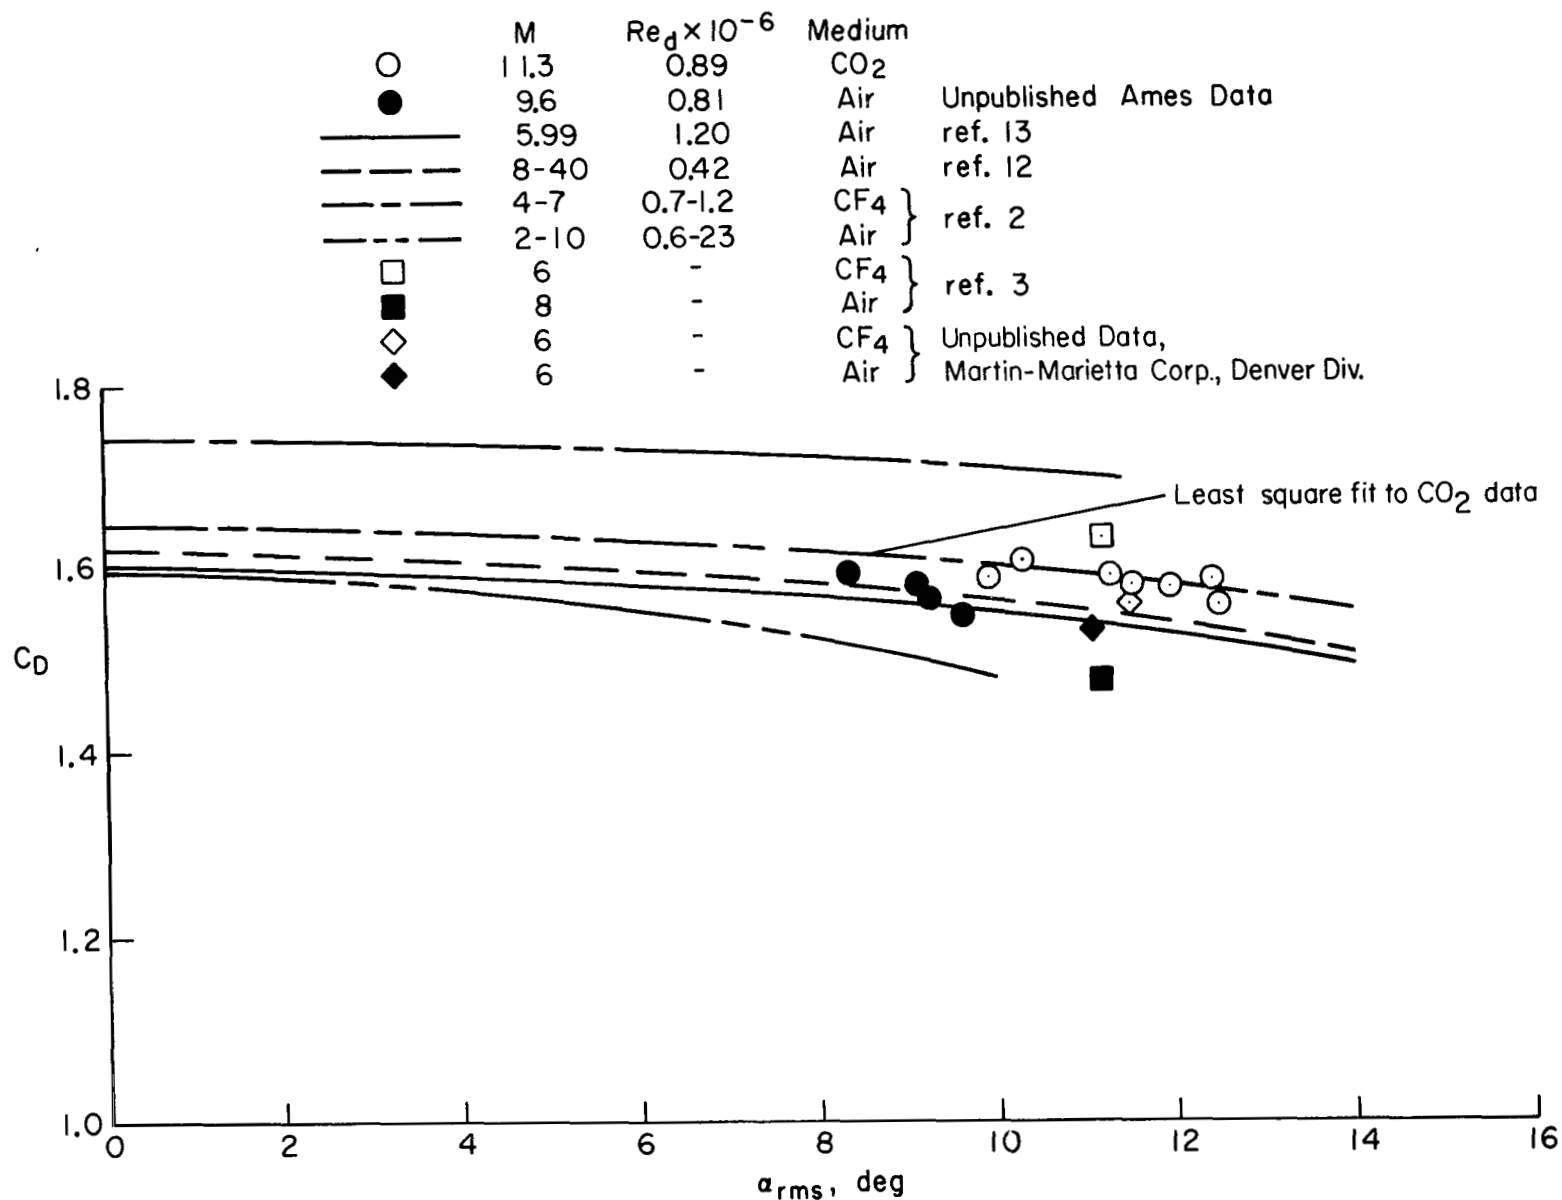 M Re_d × 10^-6 Medium
11.3 0.89 CO2
9.6 0.81 Air Unpublished Ames Data
5.99 1.20 Air ref. 13
8-40 0.42 Air ref. 12
4-7 0.7-1.2 CF4
ref. 2
2-10 0.6-23 Air
6 - CF4
ref. 3
8 - Air
6 - CF4 Unpublished Data,
6 - Air Martin-Marietta Corp., Denver Div.
1.8
Least square fit to CO2 data
1.6
CD
1.4
1.2
1.0
0 2 4 6 8 10 12 14 16
αrms, deg